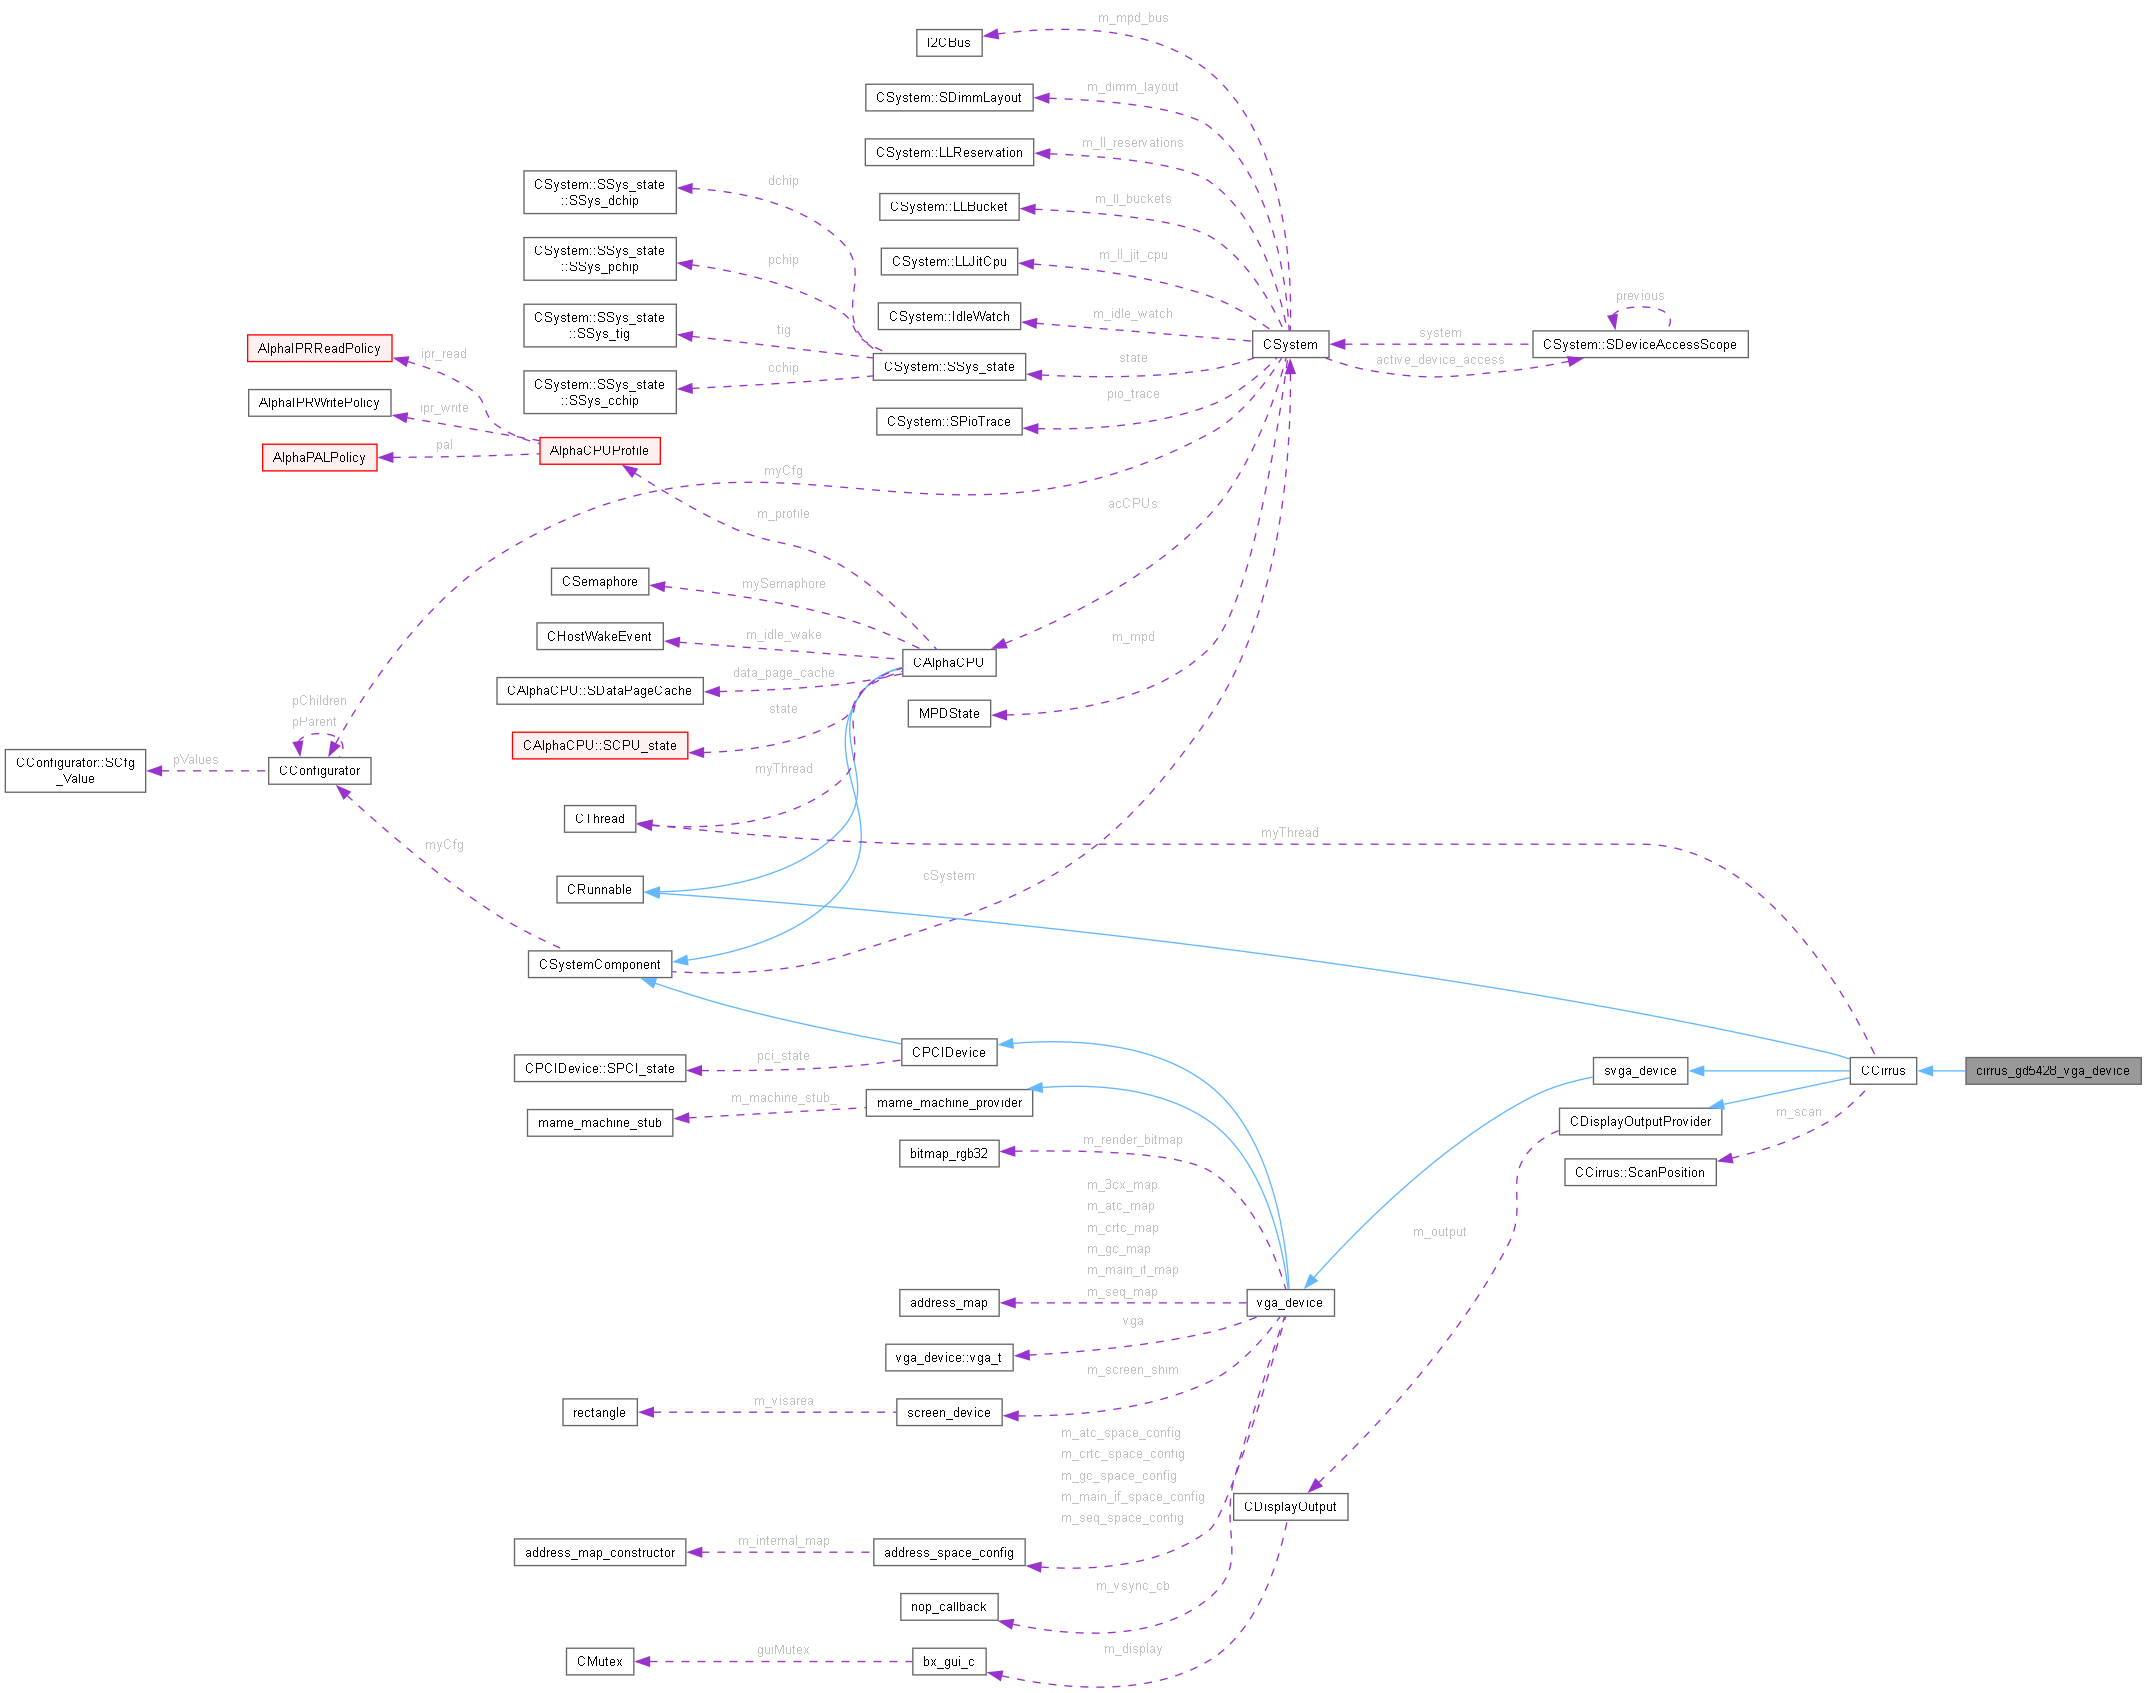 m_mpd_bus
I2CBus
m_dimm_layout
CSystem::SDimmLayout
m_ll_reservations
CSystem::LLReservation
dchip
CSystem::SSys_state
::SSys_dchip
m_ll_buckets
CSystem::LLBucket
CSystem::SSys_state
::SSys_pchip
pchip
m_ll_jit_cpu
CSystem::LLJitCpu
previous
CSystem::SSys_state
::SSys_tig
tig
CSystem::IdleWatch
m_idle_watch
system
CSystem
CSystem::SDeviceAccessScope
active_device_access
AlphaIPRReadPolicy
ipr_read
state
CSystem::SSys_state
cchip
CSystem::SSys_state
::SSys_cchip
AlphaIPRWritePolicy
ipr_write
pio_trace
CSystem::SPioTrace
AlphaPALPolicy
pal
AlphaCPUProfile
myCfg
acCPUs
m_profile
CSemaphore
mySemaphore
CHostWakeEvent
m_idle_wake
m_mpd
CAlphaCPU
data_page_cache
CAlphaCPU::SDataPageCache
pChildren
pParent
state
MPDState
CAlphaCPU::SCPU_state
CConfigurator::SCfg
_Value
pValues
CConfigurator
myThread
CThread
myThread
myCfg
cSystem
CRunnable
CSystemComponent
CPCIDevice
pci_state
CPCIDevice::SPCI_state
svga_device
CCirrus
cirrus_gd5428_vga_device
m_machine_stub_
mame_machine_provider
mame_machine_stub
m_scan
CDisplayOutputProvider
m_render_bitmap
bitmap_rgb32
CCirrus::ScanPosition
m_3cx_map
m_atc_map
m_crtc_map
m_gc_map
m_main_if_map
m_seq_map
m_output
address_map
vga_device
vga
vga_device::vga_t
m_screen_shim
m_visarea
rectangle
screen_device
m_atc_space_config
m_crtc_space_config
m_gc_space_config
m_main_if_space_config
m_seq_space_config
CDisplayOutput
m_internal_map
address_map_constructor
address_space_config
m_vsync_cb
nop_callback
m_display
guiMutex
CMutex
bx_gui_c